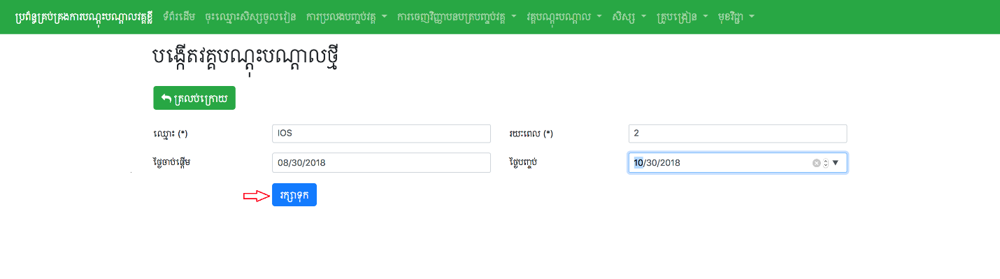 ប្រព័ន្ធគ្រប់គ្រងការបណ្តុះបណ្តាលវគ្គខ្លី ទំព័រដើម ចុះឈ្មោះសិស្សចូលរៀន ការប្រលងបញ្ចប់វគ្គ ការចេញវិញ្ញាបនបត្របញ្ចប់វគ្គ វគ្គបណ្តុះបណ្តាល សិស្ស គ្រូបង្រៀន មុខវិជ្ជា
បង្កើតវគ្គបណ្តុះបណ្តាលថ្មី
ត្រលប់ក្រោយ
ឈ្មោះ (*) IOS រយៈពេល (*) 2
ថ្ងៃចាប់ផ្តើម 08/30/2018 ថ្ងៃបញ្ចប់ 10/30/2018
រក្សាទុក